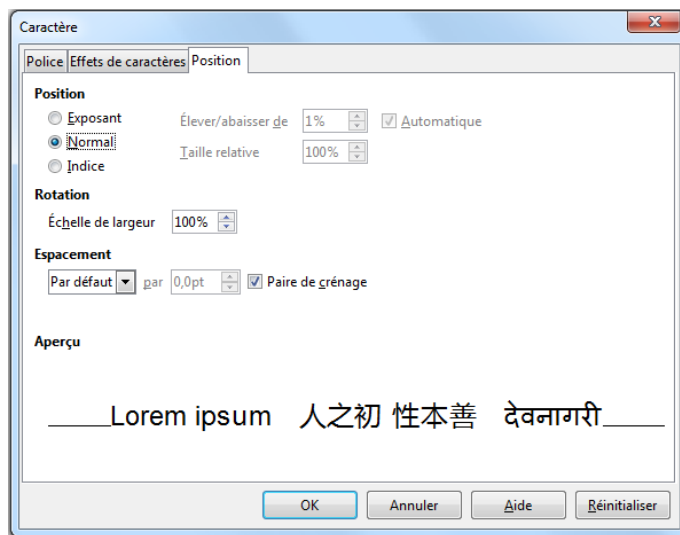 Caractère
Police Effets de caractères Position
Position
Exposant Élever/abaisser de 1% Automatique
Normal
Taille relative 100%
Indice
Rotation
Échelle de largeur 100%
Espacement
Par défaut par 0,0pt Paire de crénage
Aperçu
Lorem ipsum 人之初 性本善 देवनागरी
OK Annuler Aide Réinitialiser